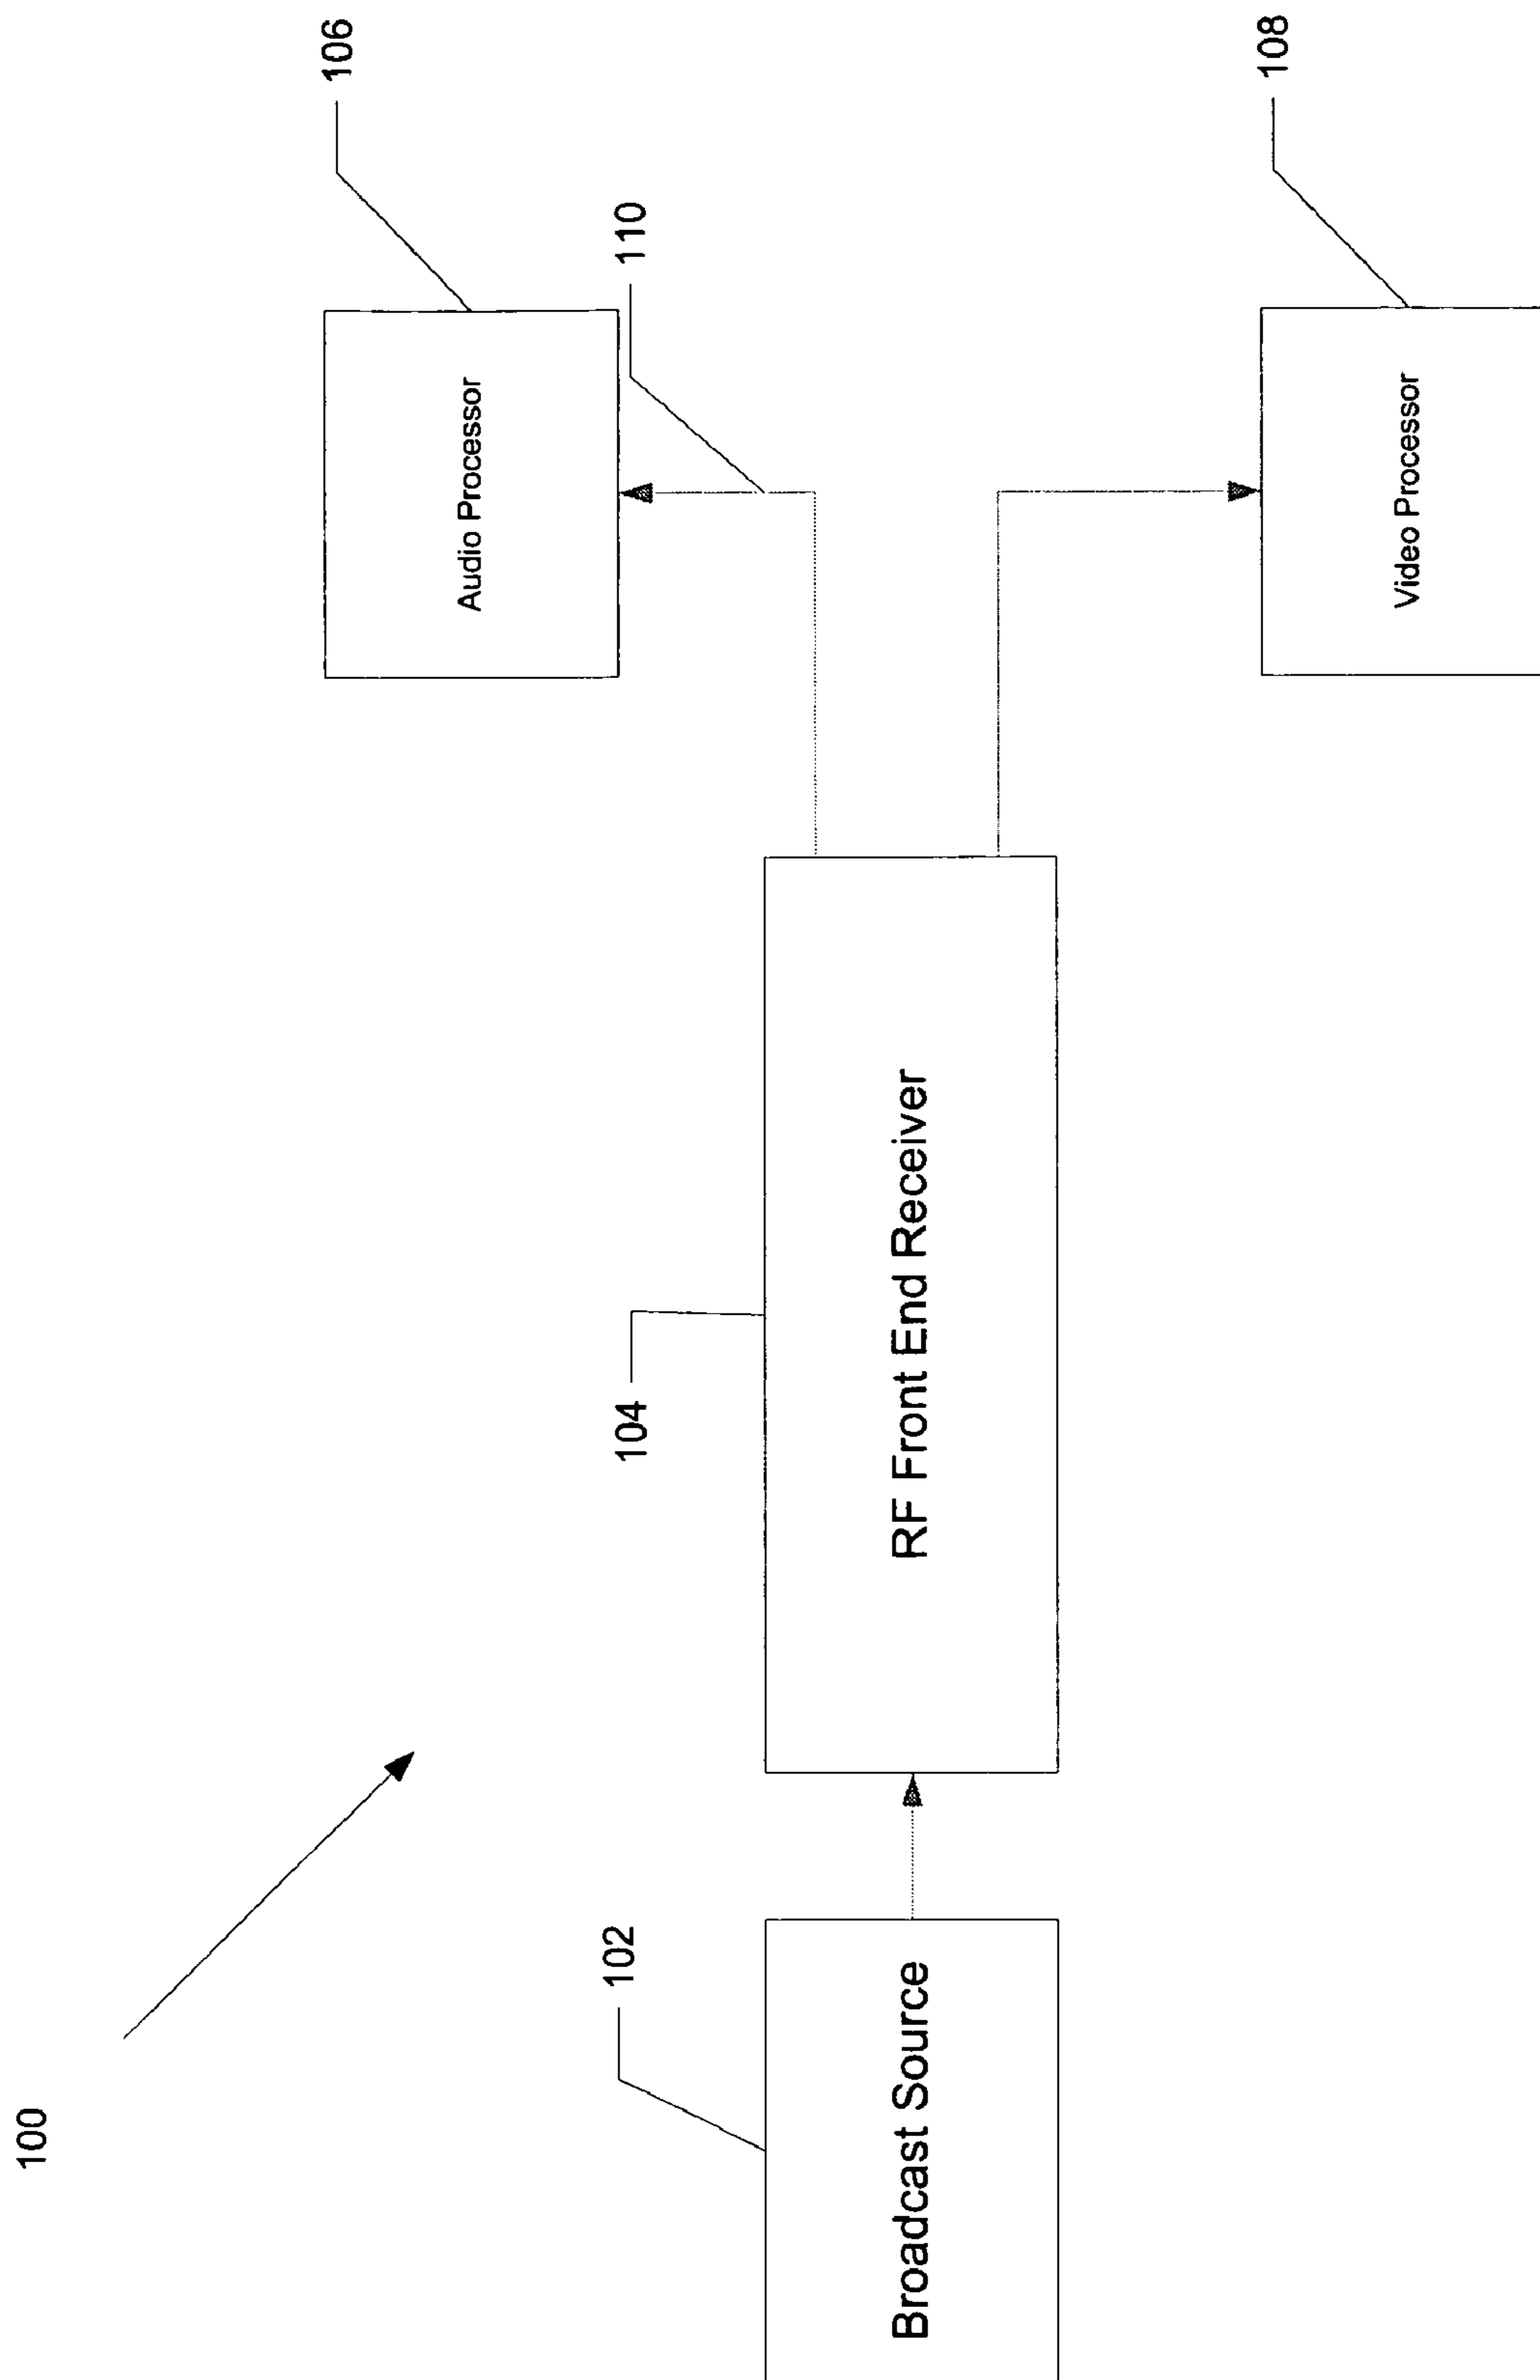 100
102
Broadcast Source
104
RF Front End Receiver
106
Audio Processor
110
108
Video Processor